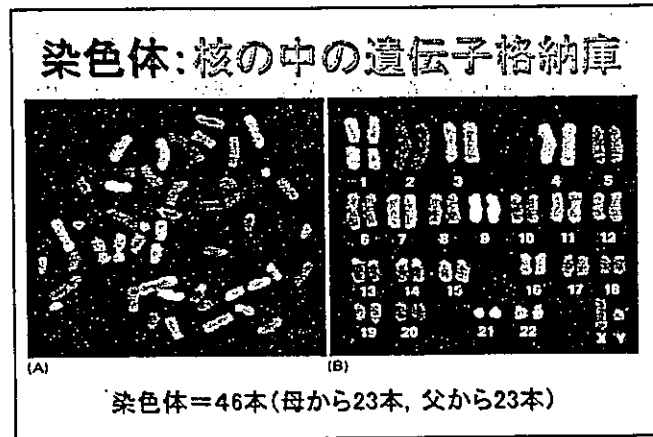 染色体:核の中の遺伝子格納庫
1 2 3 4 5
6 7 8 9 10 11 12
13 14 15 16 17 18
19 20 21 22 X Y
(A) (B)
染色体=46本(母から23本, 父から23本)